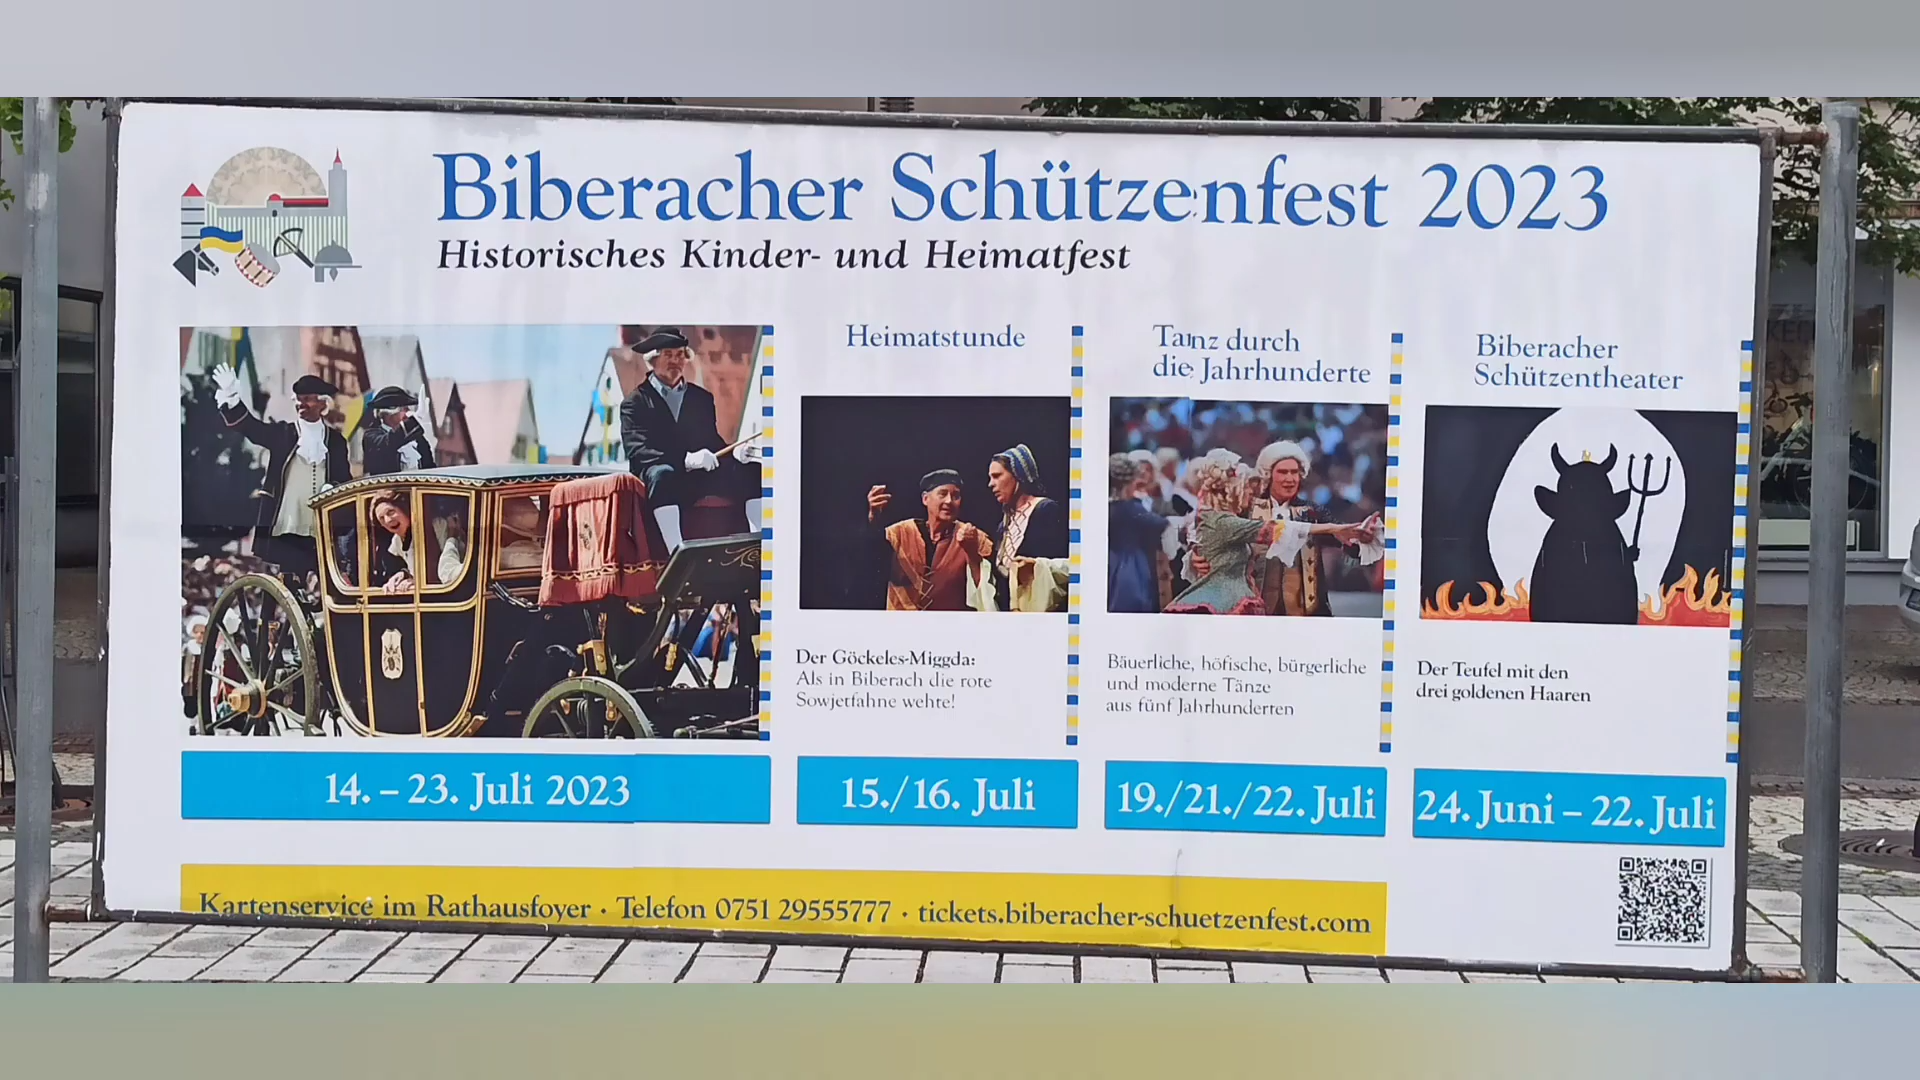 Biberacher Schützenfest 2023
Historisches Kinder- und Heimatfest
14. – 23. Juli 2023
Heimatstunde
Der Göckeles-Miggda:
Als in Biberach die rote
Sowjetfahne wehte!
15./16. Juli
Tanz durch
die Jahrhunderte
Bäuerliche, höfische, bürgerliche
und moderne Tänze
aus fünf Jahrhunderten
19./21./22. Juli
Biberacher
Schützentheater
Der Teufel mit den
drei goldenen Haaren
24. Juni – 22. Juli
Kartenservice im Rathausfoyer · Telefon 0751 29555777 · tickets.biberacher-schuetzenfest.com